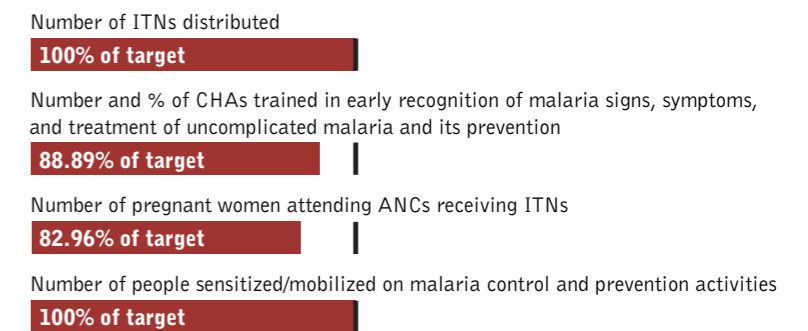 Number of ITNs distributed
100% of target
Number and % of CHAs trained in early recognition of malaria signs, symptoms,
and treatment of uncomplicated malaria and its prevention
88.89% of target
Number of pregnant women attending ANCs receiving ITNs
82.96% of target
Number of people sensitized/mobilized on malaria control and prevention activities
100% of target